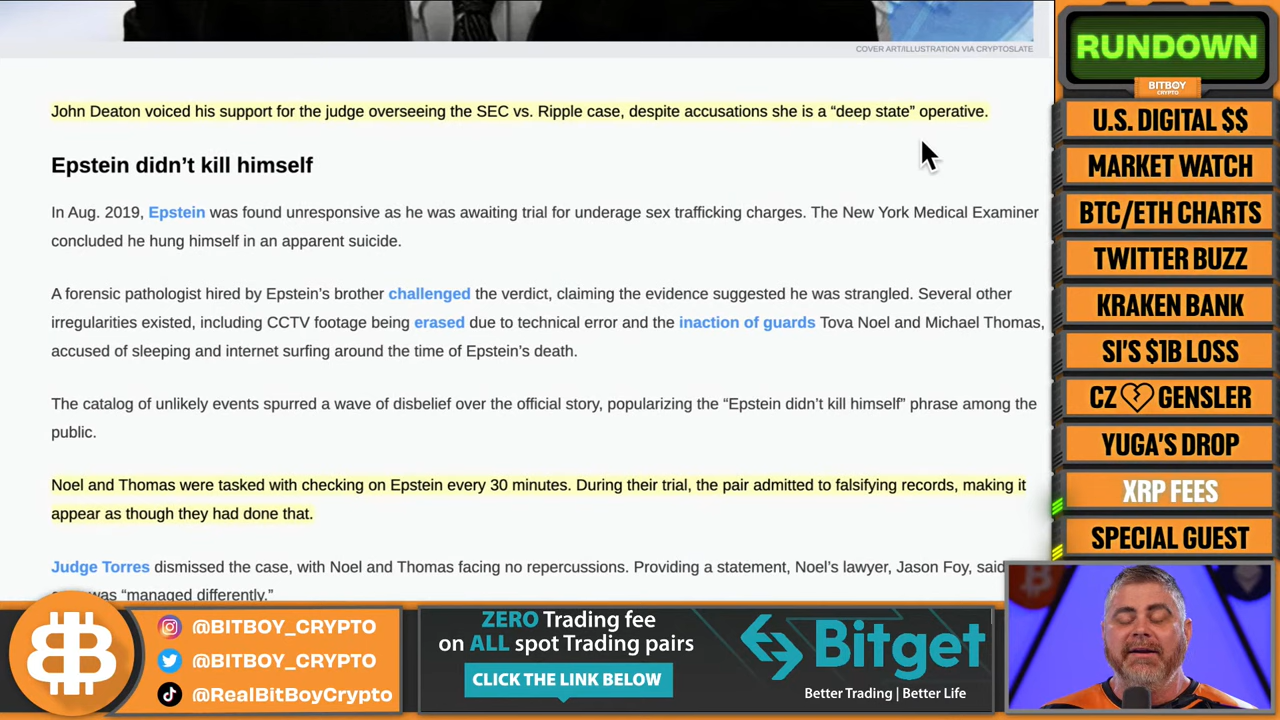 COVER ART/ILLUSTRATION VIA CRYPTOSLATE
John Deaton voiced his support for the judge overseeing the SEC vs. Ripple case, despite accusations she is a “deep state” operative.
Epstein didn’t kill himself
In Aug. 2019, Epstein was found unresponsive as he was awaiting trial for underage sex trafficking charges. The New York Medical Examiner
concluded he hung himself in an apparent suicide.
A forensic pathologist hired by Epstein’s brother challenged the verdict, claiming the evidence suggested he was strangled. Several other
irregularities existed, including CCTV footage being erased due to technical error and the inaction of guards Tova Noel and Michael Thomas,
accused of sleeping and internet surfing around the time of Epstein’s death.
The catalog of unlikely events spurred a wave of disbelief over the official story, popularizing the “Epstein didn’t kill himself” phrase among the
public.
Noel and Thomas were tasked with checking on Epstein every 30 minutes. During their trial, the pair admitted to falsifying records, making it
appear as though they had done that.
Judge Torres dismissed the case, with Noel and Thomas facing no repercussions. Providing a statement, Noel’s lawyer, Jason Foy, said
was “managed differently.”
RUNDOWN
BITBOY
CRYPTO
U.S. DIGITAL $$
MARKET WATCH
BTC/ETH CHARTS
TWITTER BUZZ
KRAKEN BANK
SI'S $1B LOSS
CZ GENSLER
YUGA'S DROP
XRP FEES
SPECIAL GUEST
@BITBOY_CRYPTO
@BITBOY_CRYPTO
@RealBitBoyCrypto
ZERO Trading fee
on ALL spot Trading pairs
CLICK THE LINK BELOW
Bitget
Better Trading | Better Life